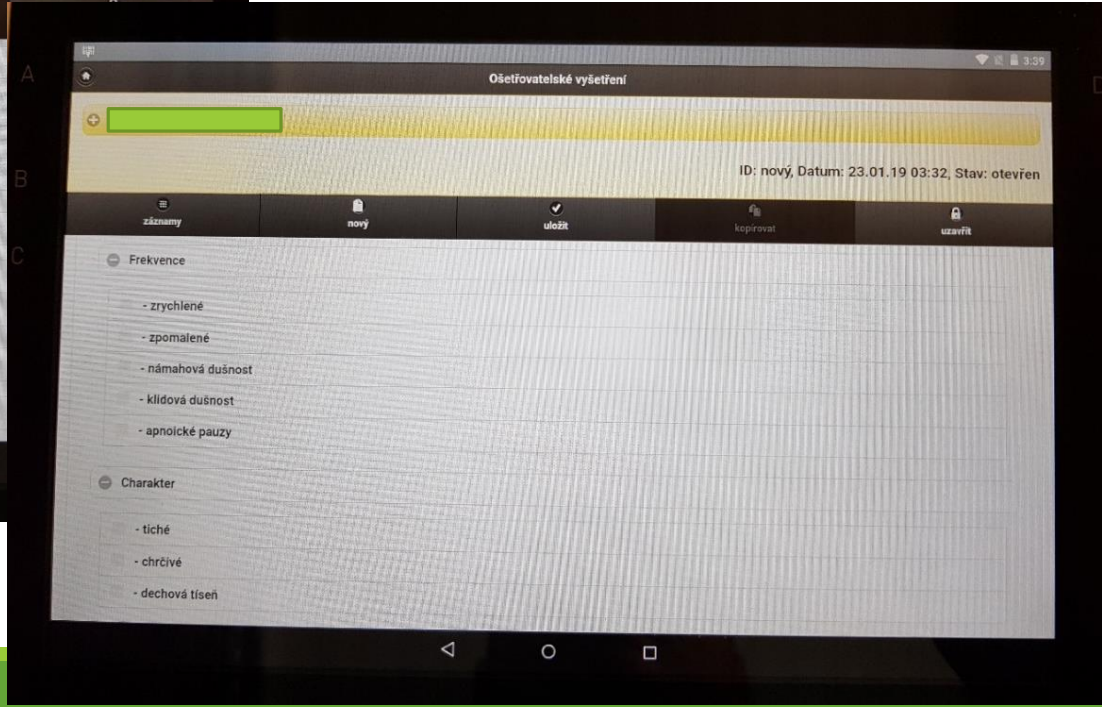 3:39
Ošetřovatelské vyšetření
ID: nový, Datum: 23.01.19 03:32, Stav: otevřen
záznamy nový uložit kopírovat uzavřít
Frekvence
- zrychlené
- zpomalené
- námahová dušnost
- klidová dušnost
- apnoické pauzy
Charakter
- tiché
- chrčivé
- dechová tíseň
A
B
C
D